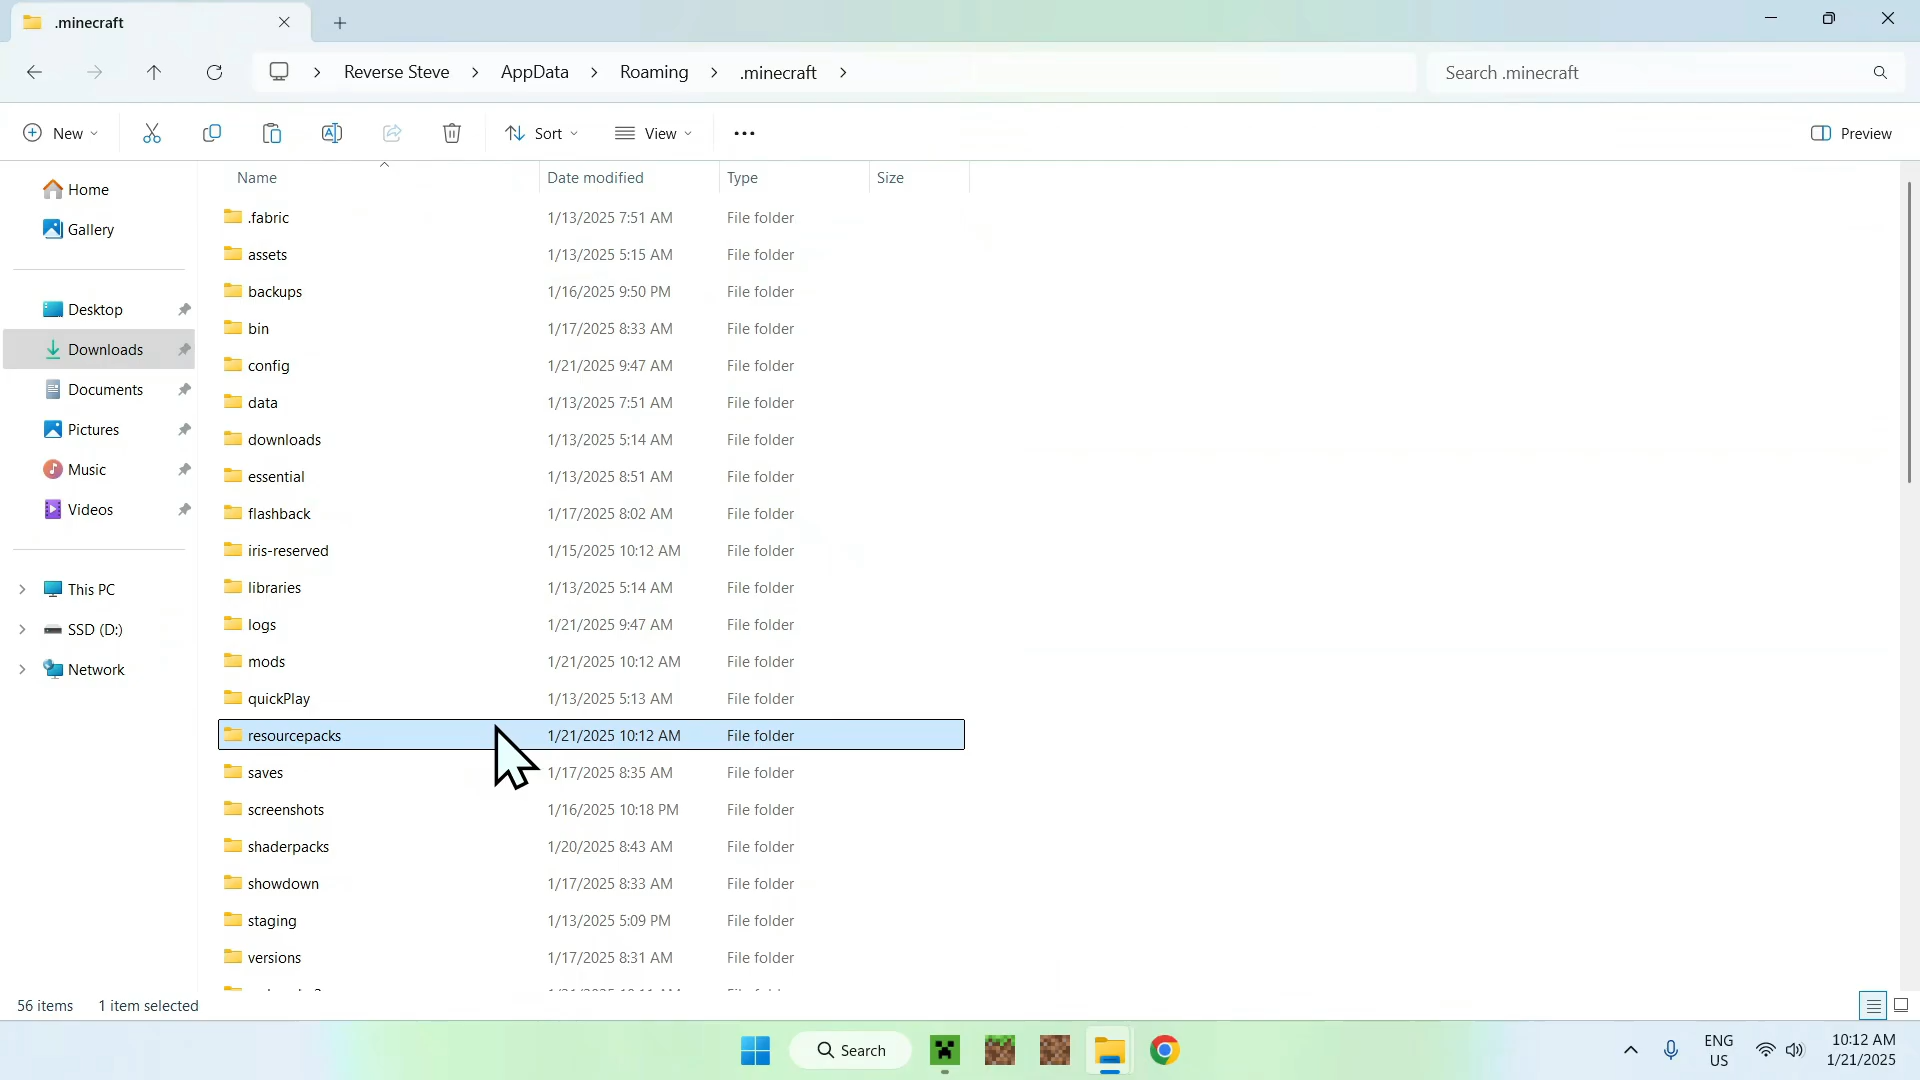 .minecraft
Reverse Steve AppData Roaming .minecraft
Search .minecraft
New Sort View Preview
Name Date modified Type Size
Home
Gallery
Desktop
Downloads
Documents
Pictures
Music
Videos
This PC
SSD (D:)
Network
.fabric 1/13/2025 7:51 AM File folder
assets 1/13/2025 5:15 AM File folder
backups 1/16/2025 9:50 PM File folder
bin 1/17/2025 8:33 AM File folder
config 1/21/2025 9:47 AM File folder
data 1/13/2025 7:51 AM File folder
downloads 1/13/2025 5:14 AM File folder
essential 1/13/2025 8:51 AM File folder
flashback 1/17/2025 8:02 AM File folder
iris-reserved 1/15/2025 10:12 AM File folder
libraries 1/13/2025 5:14 AM File folder
logs 1/21/2025 9:47 AM File folder
mods 1/21/2025 10:12 AM File folder
quickPlay 1/13/2025 5:13 AM File folder
resourcepacks 1/21/2025 10:12 AM File folder
saves 1/17/2025 8:35 AM File folder
screenshots 1/16/2025 10:18 PM File folder
shaderpacks 1/20/2025 8:43 AM File folder
showdown 1/17/2025 8:33 AM File folder
staging 1/13/2025 5:09 PM File folder
versions 1/17/2025 8:31 AM File folder
56 items 1 item selected
Search
ENG
US
10:12 AM
1/21/2025